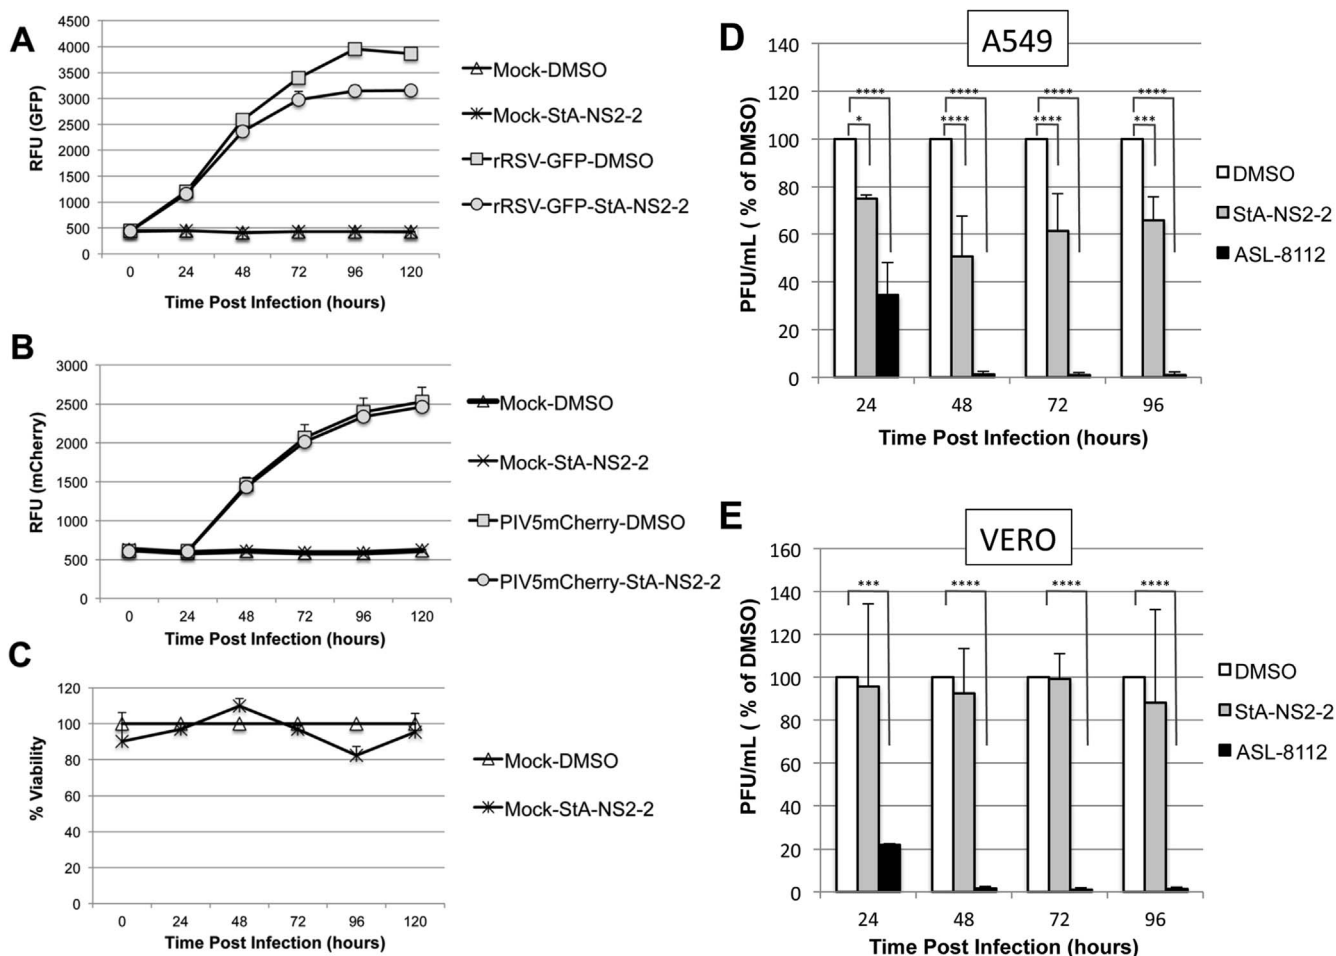 A
RFU (GFP)
4500
4000
3500
3000
2500
2000
1500
1000
500
0
0 24 48 72 96 120
Time Post Infection (hours)
Mock-DMSO
Mock-StA-NS2-2
rRSV-GFP-DMSO
rRSV-GFP-StA-NS2-2
B
RFU (mCherry)
3000
2500
2000
1500
1000
500
0
0 24 48 72 96 120
Time Post Infection (hours)
Mock-DMSO
Mock-StA-NS2-2
PIV5mCherry-DMSO
PIV5mCherry-StA-NS2-2
C
% Viability
120
100
80
60
40
20
0
0 24 48 72 96 120
Time Post Infection (hours)
Mock-DMSO
Mock-StA-NS2-2
D
A549
PFU/mL ( % of DMSO)
140
120
100
80
60
40
20
0
**** **** **** ****
* **** **** ***
24 48 72 96
Time Post Infection (hours)
DMSO
StA-NS2-2
ASL-8112
E
VERO
PFU/mL ( % of DMSO)
160
140
120
100
80
60
40
20
0
*** **** **** ****
24 48 72 96
Time Post Infection (hours)
DMSO
StA-NS2-2
ASL-8112